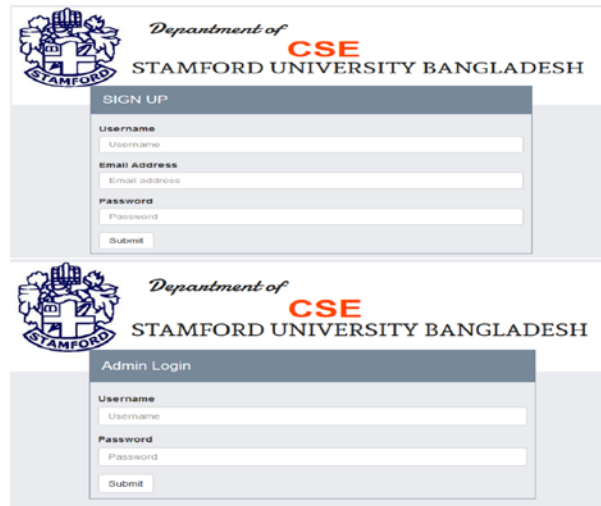 Department of
CSE
STAMFORD UNIVERSITY BANGLADESH
STAMFORD
SIGN UP
Username
Username
Email Address
Email address
Password
Password
Submit
Department of
CSE
STAMFORD UNIVERSITY BANGLADESH
STAMFORD
Admin Login
Username
Username
Password
Password
Submit